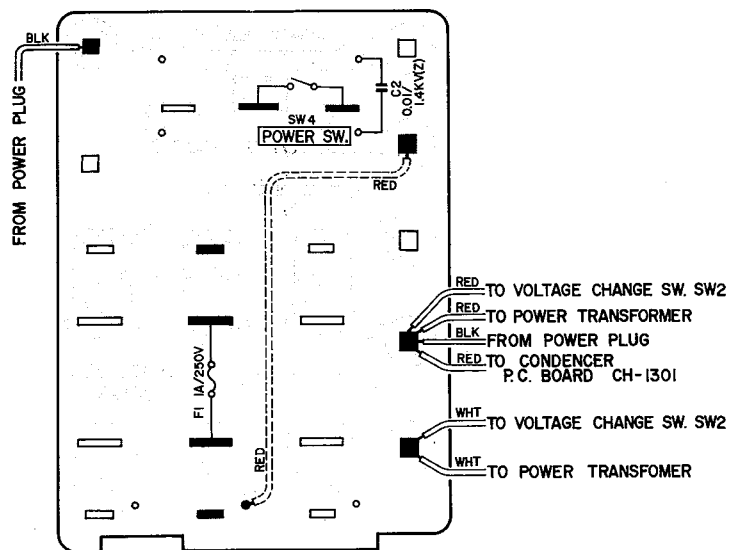 BLK
FROM POWER PLUG
C2
0.01/
1.4KV(Z)
SW4
POWER SW.
RED
RED TO VOLTAGE CHANGE SW. SW2
RED TO POWER TRANSFORMER
BLK FROM POWER PLUG
RED TO CONDENCER
P.C. BOARD CH-1301
F1 1A/250V
WHT TO VOLTAGE CHANGE SW. SW2
RED
WHT TO POWER TRANSFOMER